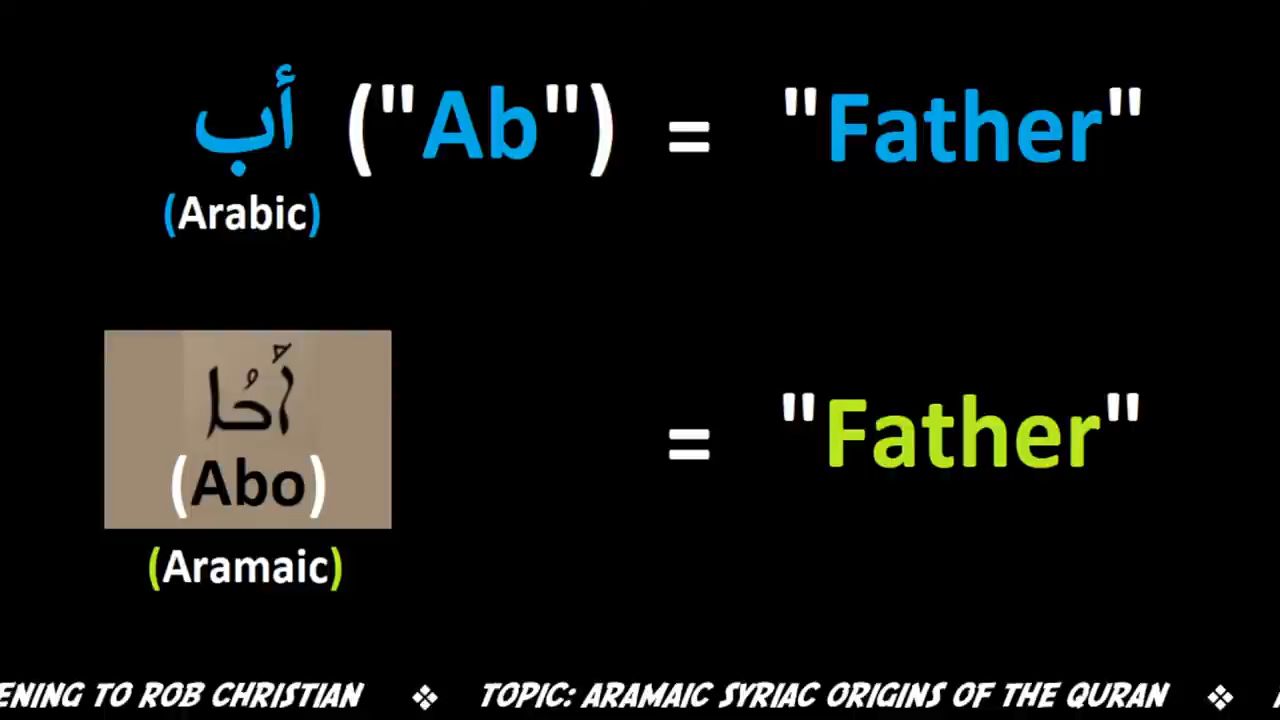 أب ("Ab") = "Father"
(Arabic)
ܐܰܒܳܐ = "Father"
(Abo)
(Aramaic)
ENING TO ROB CHRISTIAN ❖ TOPIC: ARAMAIC SYRIAC ORIGINS OF THE QURAN ❖